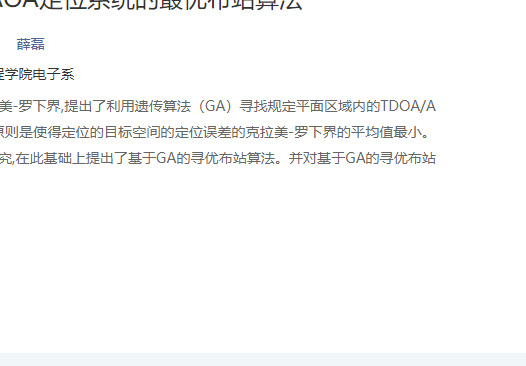 AOA定位系统的最优布站算法
薛磊
程学院电子系
美-罗下界,提出了利用遗传算法（GA）寻找规定平面区域内的TDOA/A
原则是使得定位的目标空间的定位误差的克拉美-罗下界的平均值最小。
究,在此基础上提出了基于GA的寻优布站算法。并对基于GA的寻优布站